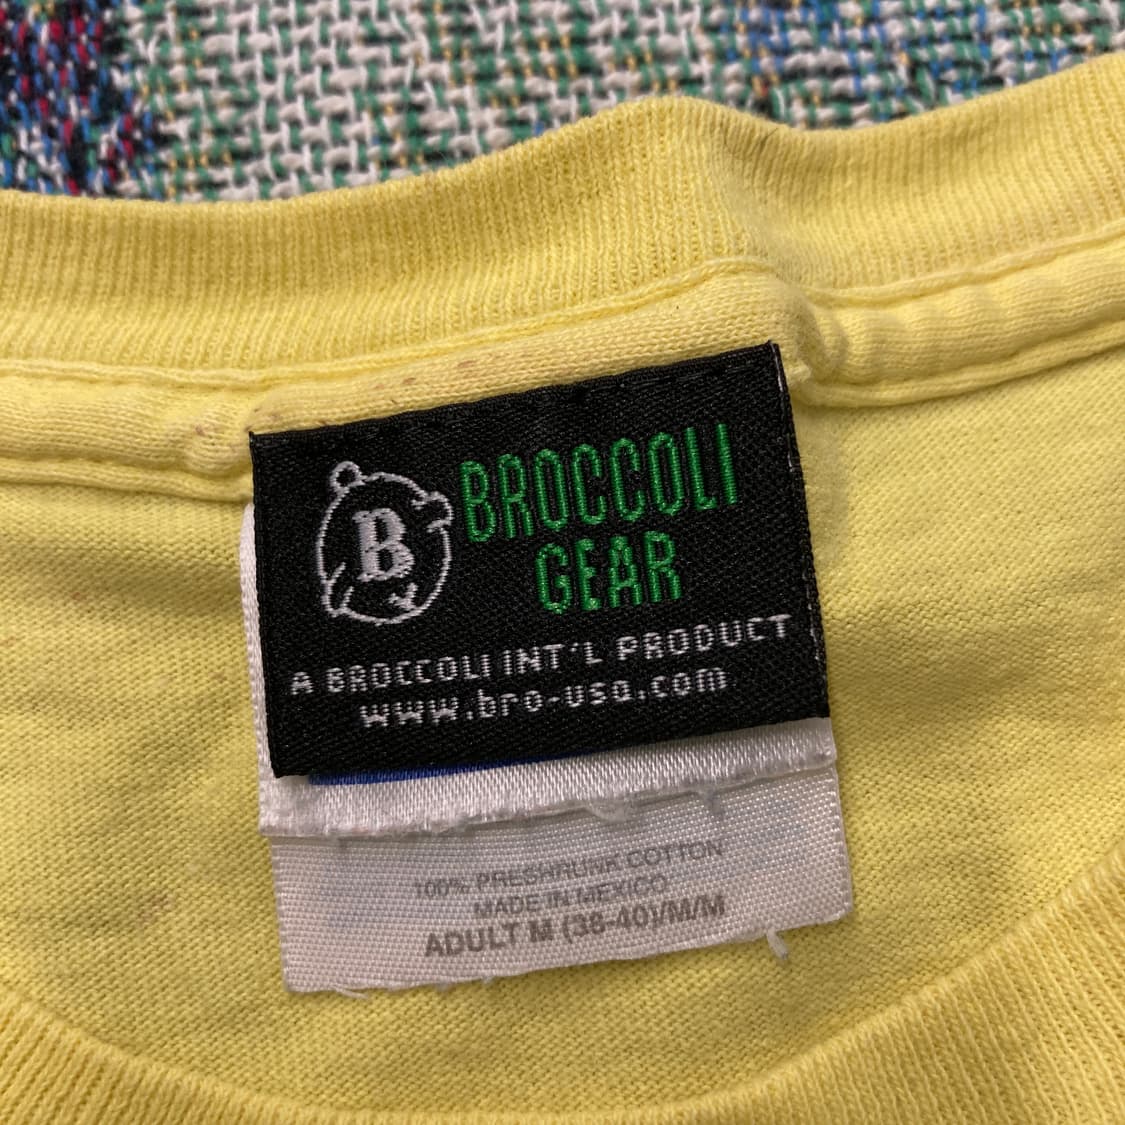 B
BROCCOLI
GEAR
A BROCCOLI INT'L PRODUCT
www.bro-usa.com
100% PRESHRUNK COTTON
MADE IN MEXICO
ADULT M (38-40)/M/M